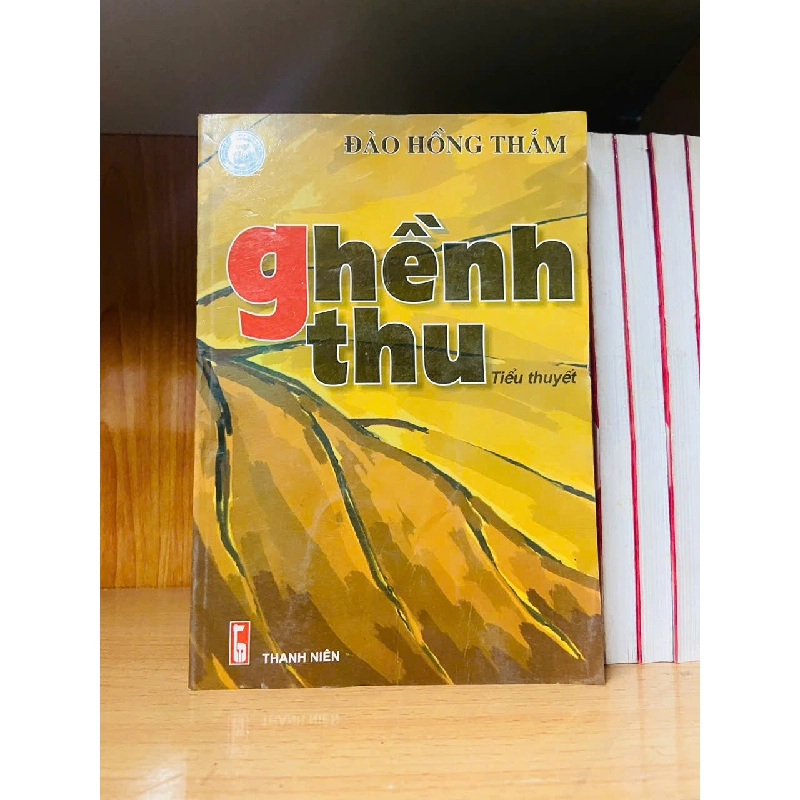 ĐÀO HỒNG THẮM
ghềnh
thu
Tiểu thuyết
THANH NIÊN